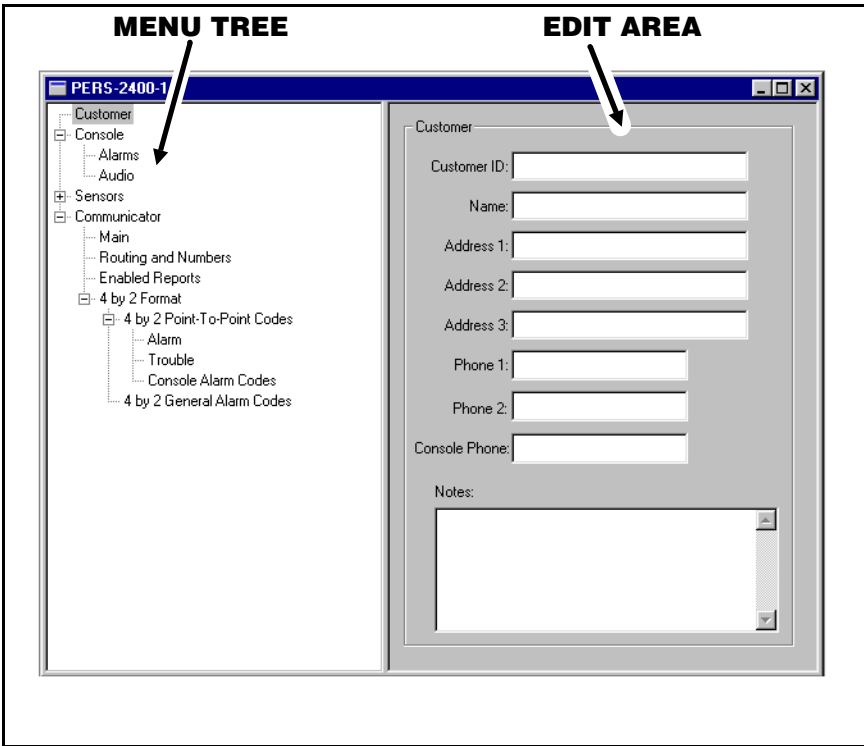 MENU TREE
EDIT AREA
PERS-2400-1
Customer
Console
Alarms
Audio
Sensors
Communicator
Main
Routing and Numbers
Enabled Reports
4 by 2 Format
4 by 2 Point-To-Point Codes
Alarm
Trouble
Console Alarm Codes
4 by 2 General Alarm Codes
Customer
Customer ID:
Name:
Address 1:
Address 2:
Address 3:
Phone 1:
Phone 2:
Console Phone:
Notes: